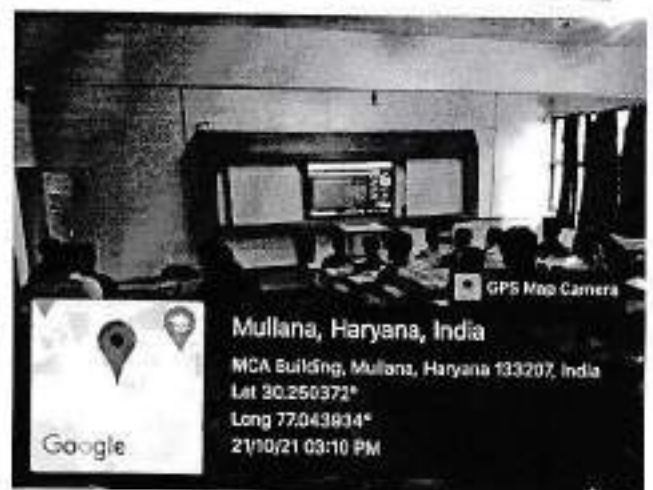 GPS Map Camera
Mullana, Haryana, India
MCA Building, Mullana, Haryana 133207, India
Lat 30.250372°
Long 77.043934°
21/10/21 03:10 PM
Google